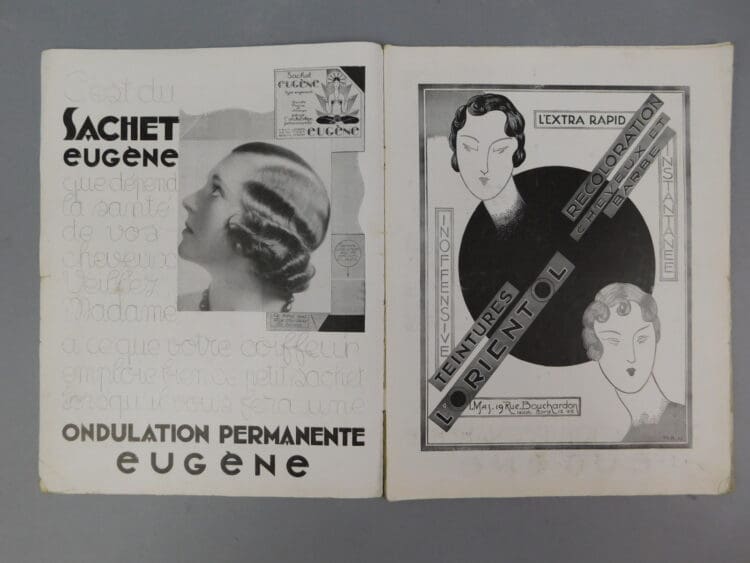 C'est du
SACHET
EUGÈNE
que dépend
la santé
de vos
cheveux
Veillez
Madame
à ce que votre coiffeur
emploie bien ce petit sachet
lorsqu'il vous fera une
ONDULATION PERMANENTE
EUGÈNE
Sachet
EUGÈNE
EUGÈNE
L'EXTRA RAPID
RECOLORATION
CHEVEUX ET
BARBE
INSTANTANÉE
INOFFENSIVE
TEINTURES
L'ORIENTOL
19 Rue Bouchardon